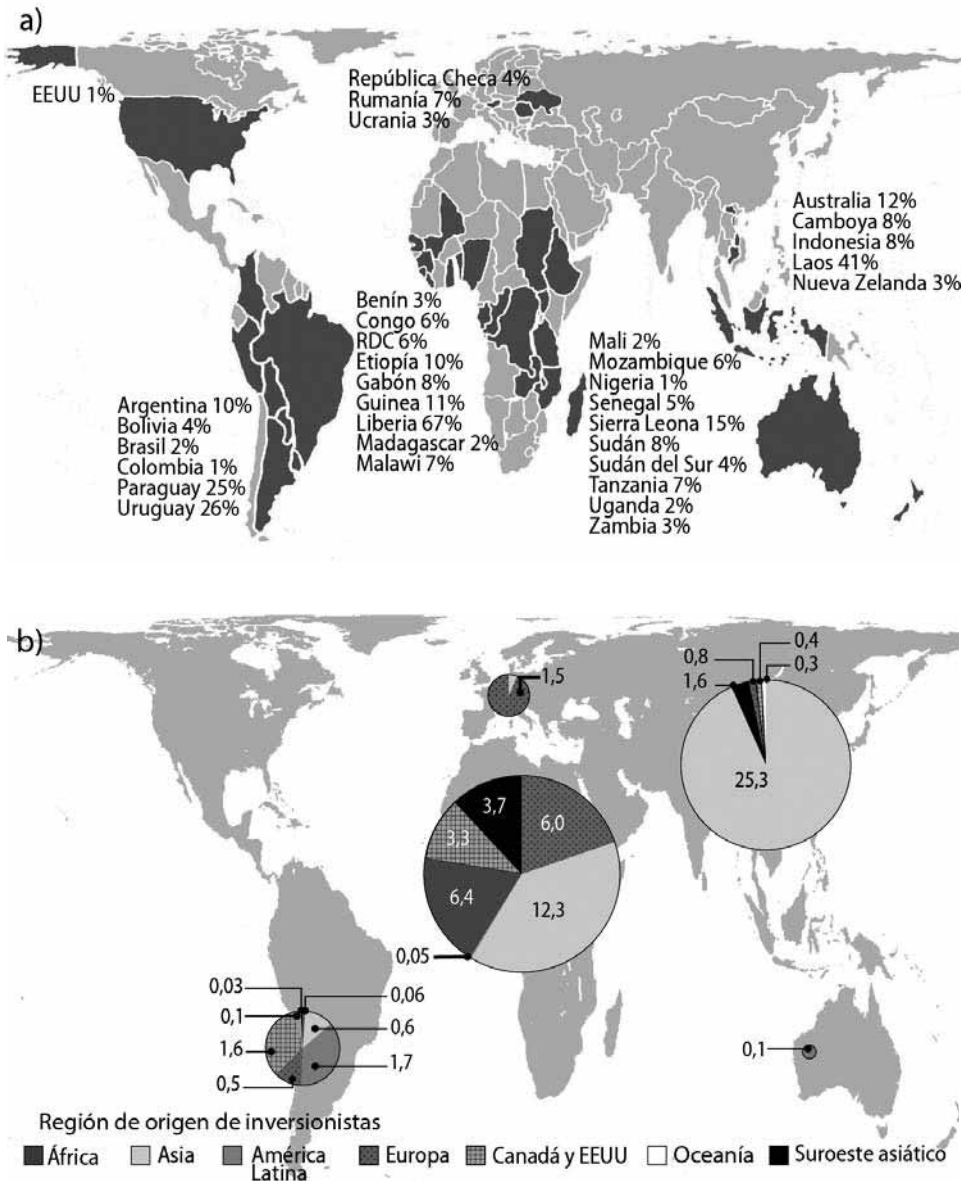 a)
EEUU 1%
República Checa 4%
Rumanía 7%
Ucrania 3%
Australia 12%
Camboya 8%
Indonesia 8%
Laos 41%
Nueva Zelanda 3%
Argentina 10%
Bolivia 4%
Brasil 2%
Colombia 1%
Paraguay 25%
Uruguay 26%
Benín 3%
Congo 6%
RDC 6%
Etiopía 10%
Gabón 8%
Guinea 11%
Liberia 67%
Madagascar 2%
Malawi 7%
Mali 2%
Mozambique 6%
Nigeria 1%
Senegal 5%
Sierra Leona 15%
Sudán 8%
Sudán del Sur 4%
Tanzania 7%
Uganda 2%
Zambia 3%
b)
1,5
0,4
0,8
0,3
1,6
25,3
3,7
6,0
3,3
6,4
12,3
0,05
0,03
0,06
0,1
0,6
1,6
1,7
0,5
0,1
Región de origen de inversionistas
África
Asia
América
Latina
Europa
Canadá y EEUU
Oceanía
Suroeste asiático